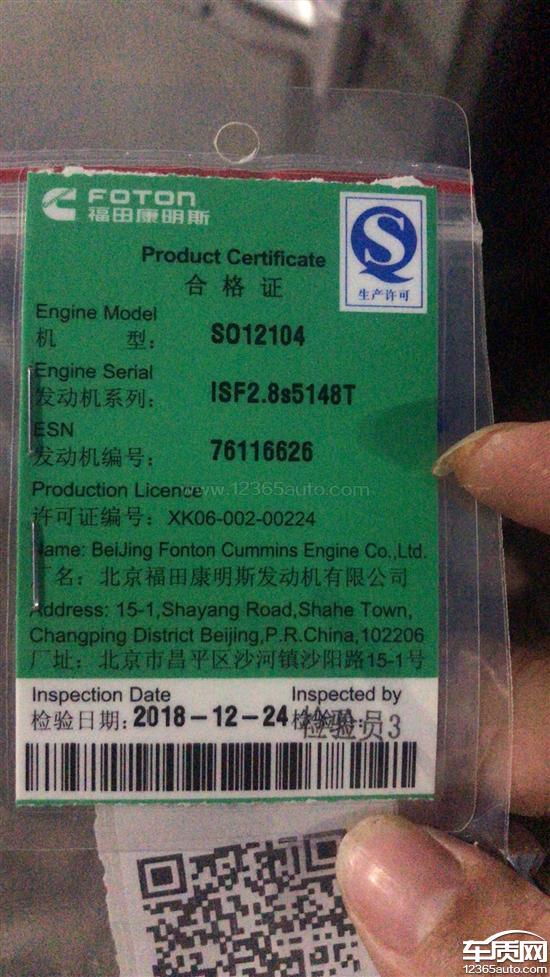 FOTON
福田康明斯
生产许可
Product Certificate
合格证
Engine Model
机 型: SO12104
Engine Serial
发动机系列: ISF2.8s5148T
ESN
发动机编号: 76116626
Production Licence
www.12365auto.com
许可证编号: XK06-002-00224
Name: BeiJing Fonton Cummins Engine Co.,Ltd.
厂名: 北京福田康明斯发动机有限公司
Address: 15-1,Shayang Road,Shahe Town,
Changping District Beijing,P.R.China,102206
厂址: 北京市昌平区沙河镇沙阳路15-1号
Inspection Date Inspected by
检验日期: 2018-12-24 检验员: 检验员3
车质网
12365auto.com